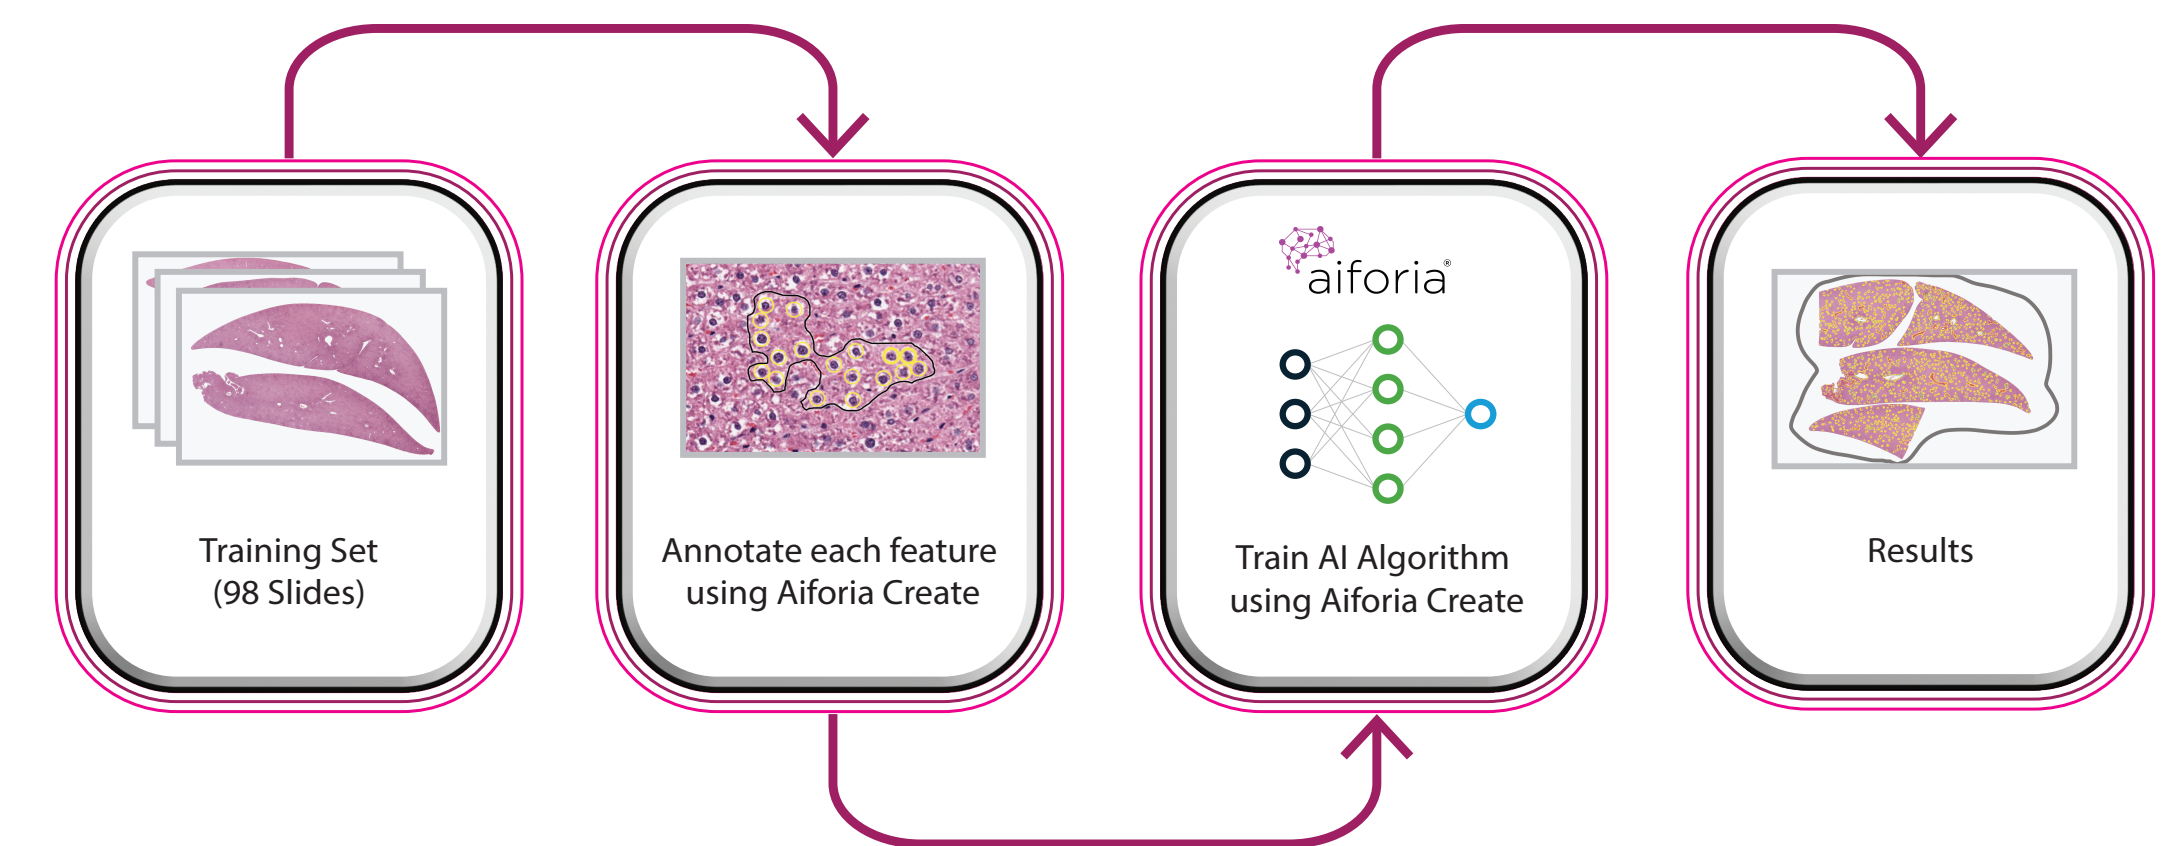 Training Set
(98 Slides)
Annotate each feature
using Aiforia Create
aiforia®
Train AI Algorithm
using Aiforia Create
Results